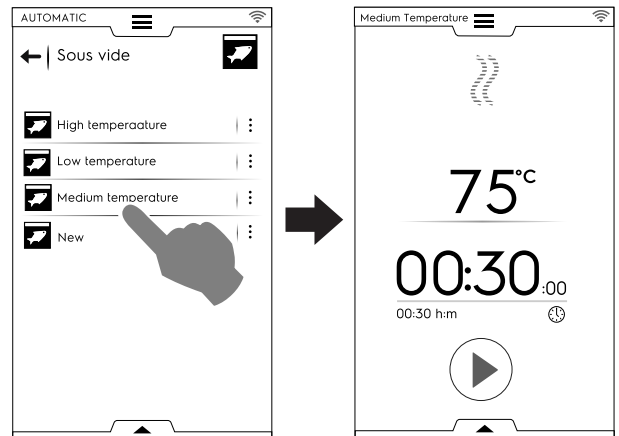 AUTOMATIC
Sous vide
High temperaature
Low temperature
Medium temperature
New
Medium Temperature
75°C
00:30:00
00:30 h:m